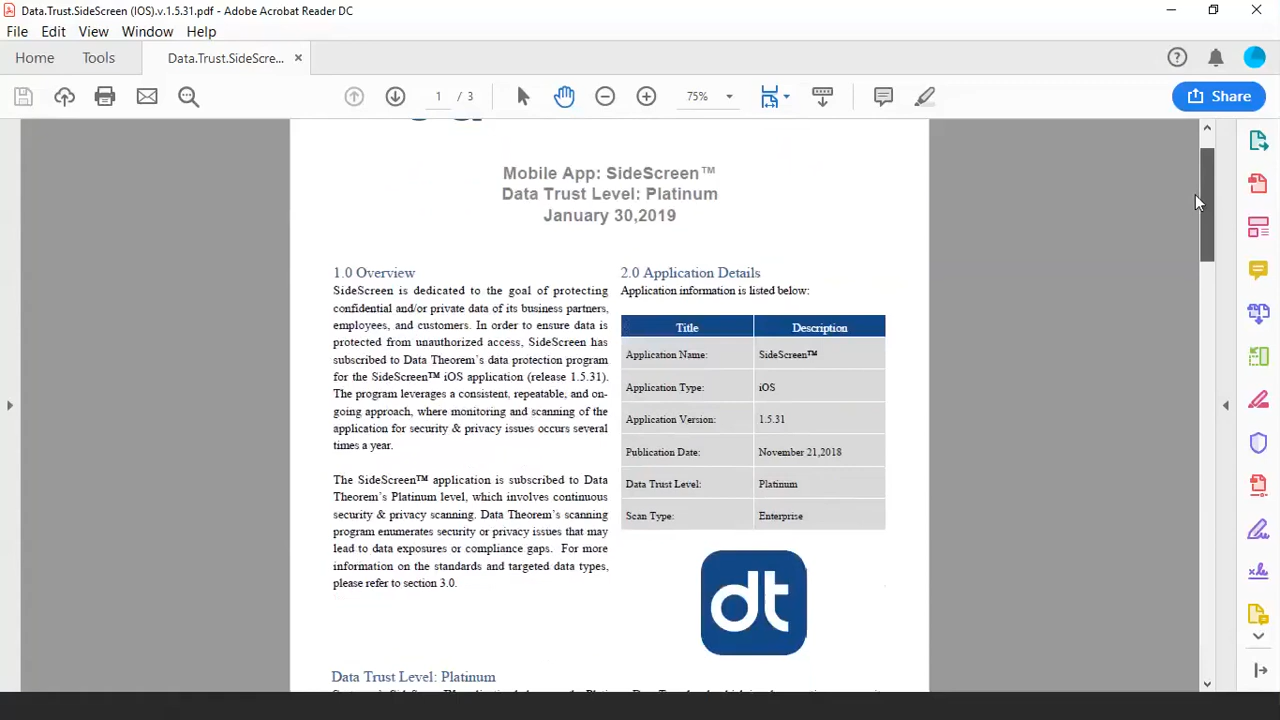 Data.Trust.SideScreen (IOS).v.1.5.31.pdf - Adobe Acrobat Reader DC
File Edit View Window Help
Home Tools Data.Trust.SideScre...
1 / 3 75% Share
Mobile App: SideScreen™
Data Trust Level: Platinum
January 30,2019
1.0 Overview
SideScreen is dedicated to the goal of protecting
confidential and/or private data of its business partners,
employees, and customers. In order to ensure data is
protected from unauthorized access, SideScreen has
subscribed to Data Theorem's data protection program
for the SideScreen™ iOS application (release 1.5.31).
The program leverages a consistent, repeatable, and on-
going approach, where monitoring and scanning of the
application for security & privacy issues occurs several
times a year.
The SideScreen™ application is subscribed to Data
Theorem's Platinum level, which involves continuous
security & privacy scanning. Data Theorem's scanning
program enumerates security or privacy issues that may
lead to data exposures or compliance gaps. For more
information on the standards and targeted data types,
please refer to section 3.0.
2.0 Application Details
Application information is listed below:
Title Description
Application Name: SideScreen™
Application Type: iOS
Application Version: 1.5.31
Publication Date: November 21,2018
Data Trust Level: Platinum
Scan Type: Enterprise
dt
Data Trust Level: Platinum